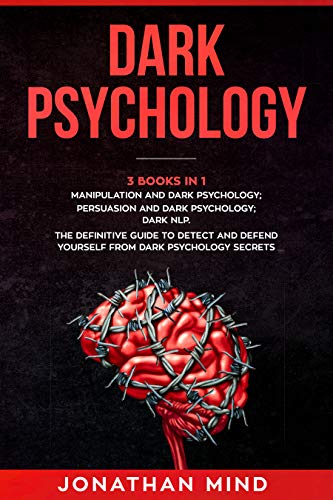 DARK
PSYCHOLOGY
3 BOOKS IN 1
MANIPULATION AND DARK PSYCHOLOGY;
PERSUASION AND DARK PSYCHOLOGY;
DARK NLP.
THE DEFINITIVE GUIDE TO DETECT AND DEFEND
YOURSELF FROM DARK PSYCHOLOGY SECRETS
JONATHAN MIND